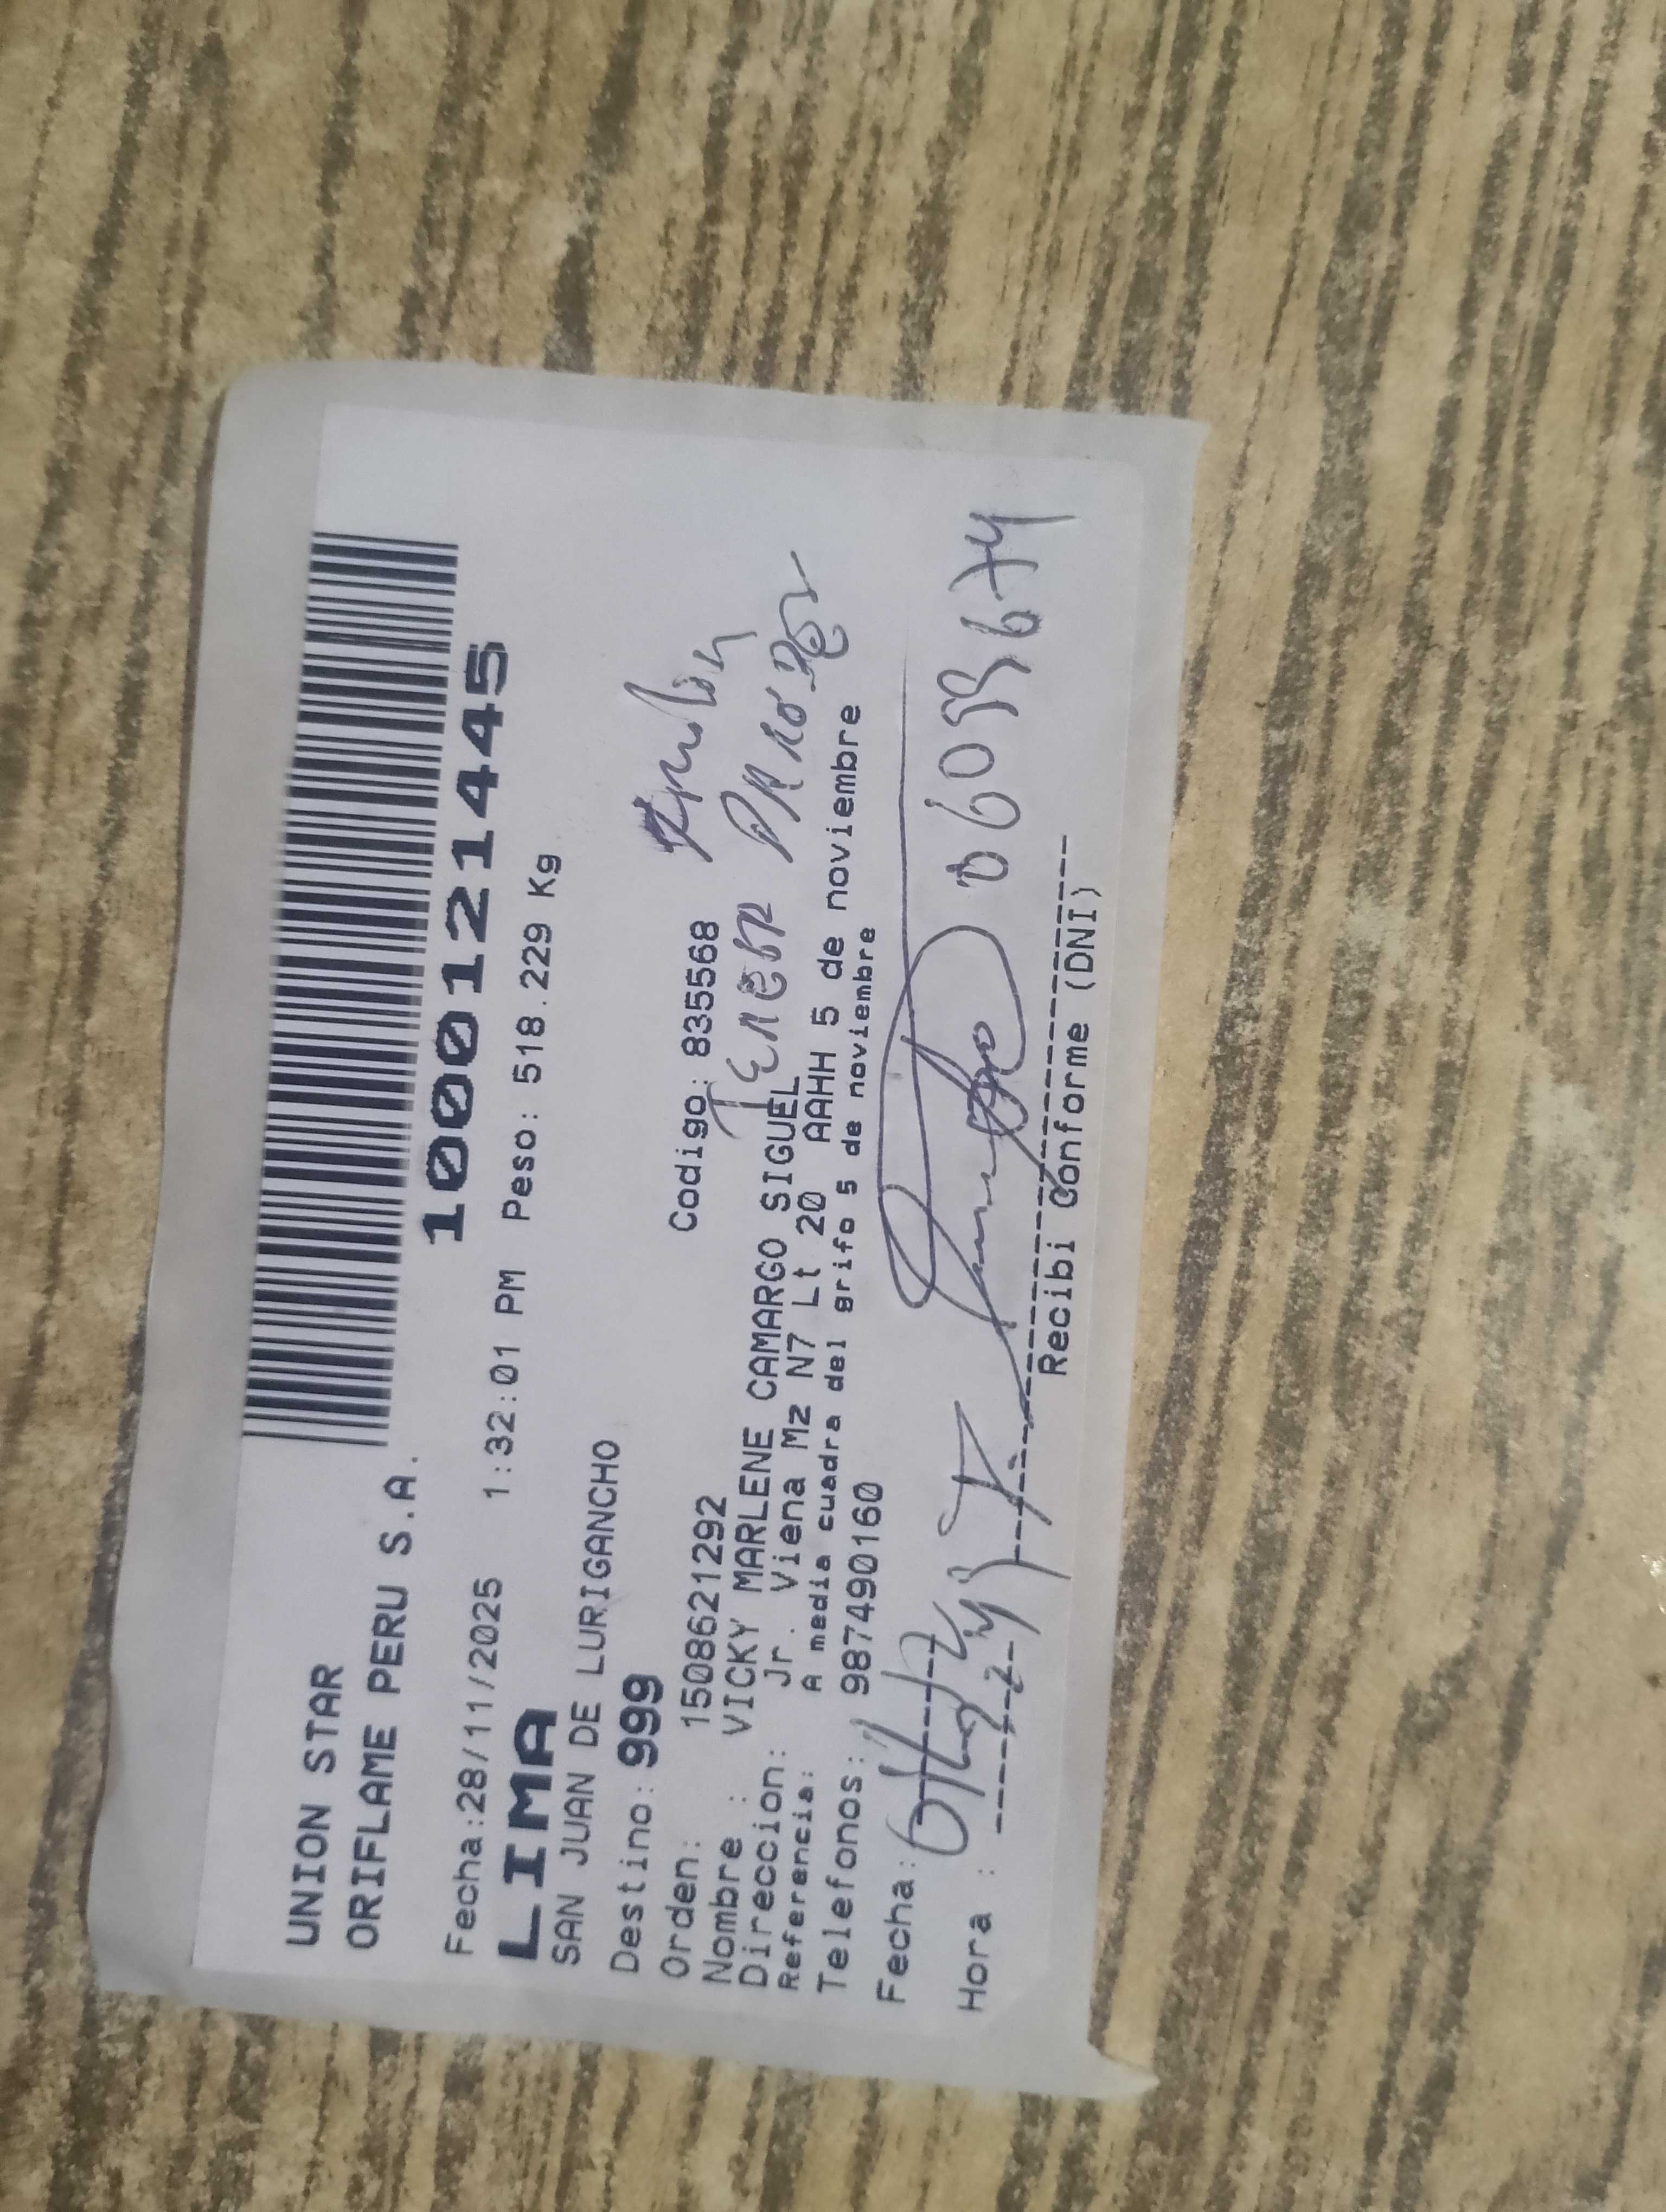 UNION STAR
ORIFLAME PERU S.A.
10001 21445
Fecha:28/11/2025 1:32:01 PM Peso: 518.229 Kg
LIMA
SAN JUAN DE LURIGANCHO
Destino: 999
Orden: 1508621292 Codigo: 835568
Nombre : VICKY MARLENE CAMARGO SIGUEL
Direccion: Jr. Viena Mz N7 Lt 20 AAHH 5 de noviembre
Referencia: A media cuadra del grifo 5 de noviembre
Telefonos: 987490160
Fecha:
Hora :
Recibi Conforme (DNI)